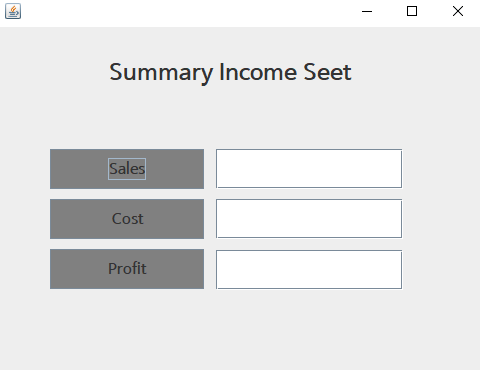 Summary Income Seet
Sales
Cost
Profit